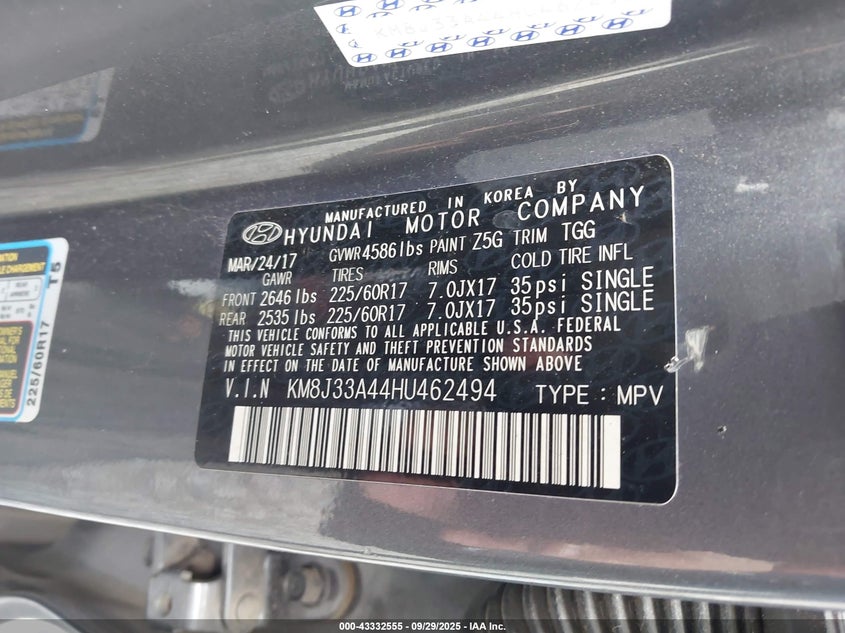 MANUFACTURED IN KOREA BY
HYUNDAI MOTOR COMPANY
MAR/24/17 GVWR 4586 lbs PAINT Z5G TRIM TGG
GAWR TIRES RIMS COLD TIRE INFL
FRONT 2646 lbs 225/60R17 7.0JX17 35psi SINGLE
REAR 2535 lbs 225/60R17 7.0JX17 35psi SINGLE
THIS VEHICLE CONFORMS TO ALL APPLICABLE U.S.A. FEDERAL
MOTOR VEHICLE SAFETY AND THEFT PREVENTION STANDARDS
IN EFFECT ON THE DATE OF MANUFACTURE SHOWN ABOVE
V.I.N KM8J33A44HU462494 TYPE : MPV
225/60R17 T5
000-43332555 - 09/29/2025 - IAA Inc.